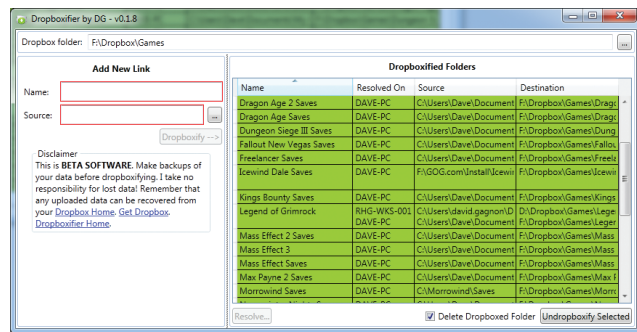 Dropboxifier by DG - v0.1.8
Dropbox folder: F:\Dropbox\Games ...
Add New Link
Name:
Source: ...
Dropboxify -->
Disclaimer
This is BETA SOFTWARE. Make backups of
your data before dropboxifying. I take no
responsibility for lost data! Remember that
any uploaded data can be recovered from
your Dropbox Home. Get Dropbox.
Dropboxifier Home.
Dropboxified Folders
Name Resolved On Source Destination
Dragon Age 2 Saves DAVE-PC C:\Users\Dave\Document F:\Dropbox\Games\Drago
Dragon Age Saves DAVE-PC C:\Users\Dave\Document F:\Dropbox\Games\Drago
Dungeon Siege III Saves DAVE-PC C:\Users\Dave\Document F:\Dropbox\Games\Dung
Fallout New Vegas Saves DAVE-PC C:\Users\Dave\Document F:\Dropbox\Games\Fallou
Freelancer Saves DAVE-PC C:\Users\Dave\Document F:\Dropbox\Games\Freela
Icewind Dale Saves DAVE-PC F:\GOG.com\Install\Icewin F:\Dropbox\Games\Icewin
Kings Bounty Saves DAVE-PC C:\Users\Dave\Document F:\Dropbox\Games\Kings
Legend of Grimrock RHG-WKS-001 C:\Users\david.gagnon\D D:\Dropbox\Games\Leger
DAVE-PC C:\Users\Dave\Document F:\Dropbox\Games\Leger
Mass Effect 2 Saves DAVE-PC C:\Users\Dave\Document F:\Dropbox\Games\Mass
Mass Effect 3 DAVE-PC C:\Users\Dave\Document F:\Dropbox\Games\Mass
Mass Effect Saves DAVE-PC C:\Users\Dave\Document F:\Dropbox\Games\Mass
Max Payne 2 Saves DAVE-PC C:\Users\Dave\Document F:\Dropbox\Games\Max F
Morrowind Saves DAVE-PC C:\Morrowind\Saves F:\Dropbox\Games\Morro
Resolve... Delete Dropboxed Folder Undropboxify Selected